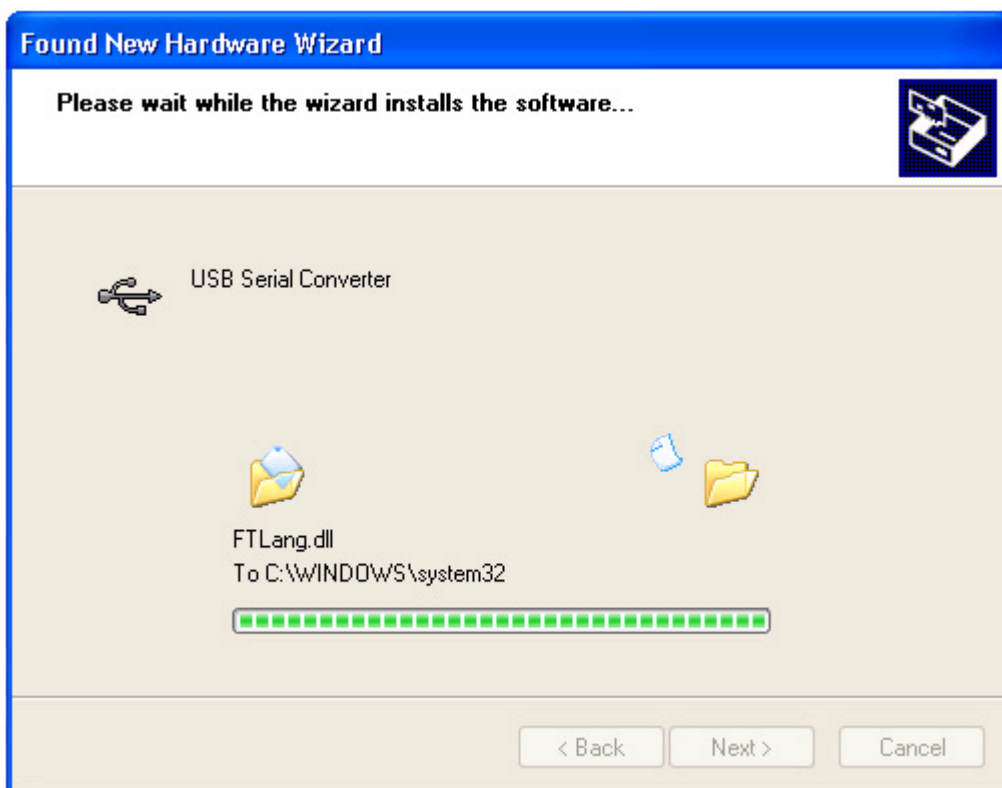 Found New Hardware Wizard
Please wait while the wizard installs the software...
USB Serial Converter
FTLang.dll
To C:\WINDOWS\system32
< Back
Next >
Cancel